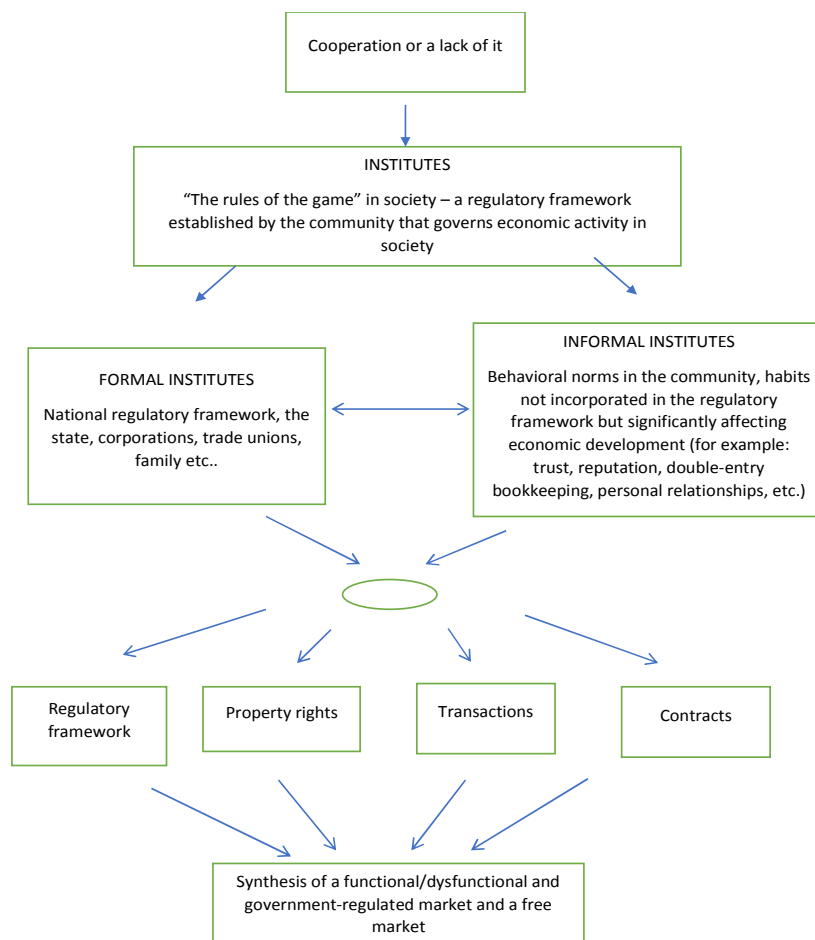 Cooperation or a lack of it
INSTITUTES
“The rules of the game” in society – a regulatory framework
established by the community that governs economic activity in
society
FORMAL INSTITUTES
National regulatory framework, the
state, corporations, trade unions,
family etc..
INFORMAL INSTITUTES
Behavioral norms in the community, habits
not incorporated in the regulatory
framework but significantly affecting
economic development (for example:
trust, reputation, double-entry
bookkeeping, personal relationships, etc.)
Regulatory
framework
Property rights
Transactions
Contracts
Synthesis of a functional/dysfunctional and
government-regulated market and a free
market